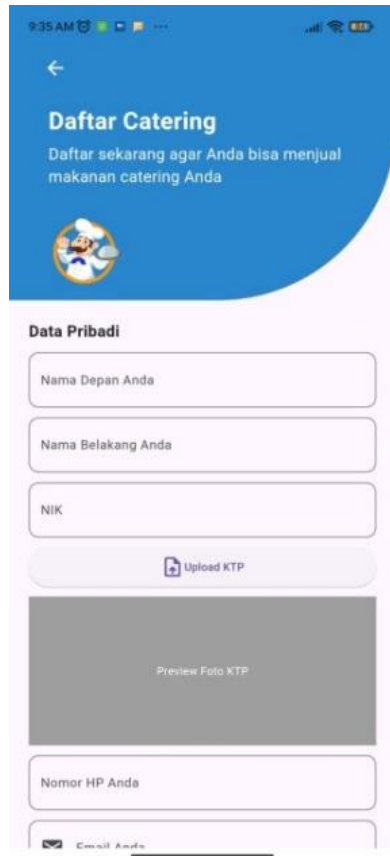 9:35 AM
Daftar Catering
Daftar sekarang agar Anda bisa menjual
makanan catering Anda
Data Pribadi
Nama Depan Anda
Nama Belakang Anda
NIK
Upload KTP
Preview Foto KTP
Nomor HP Anda
Email Anda